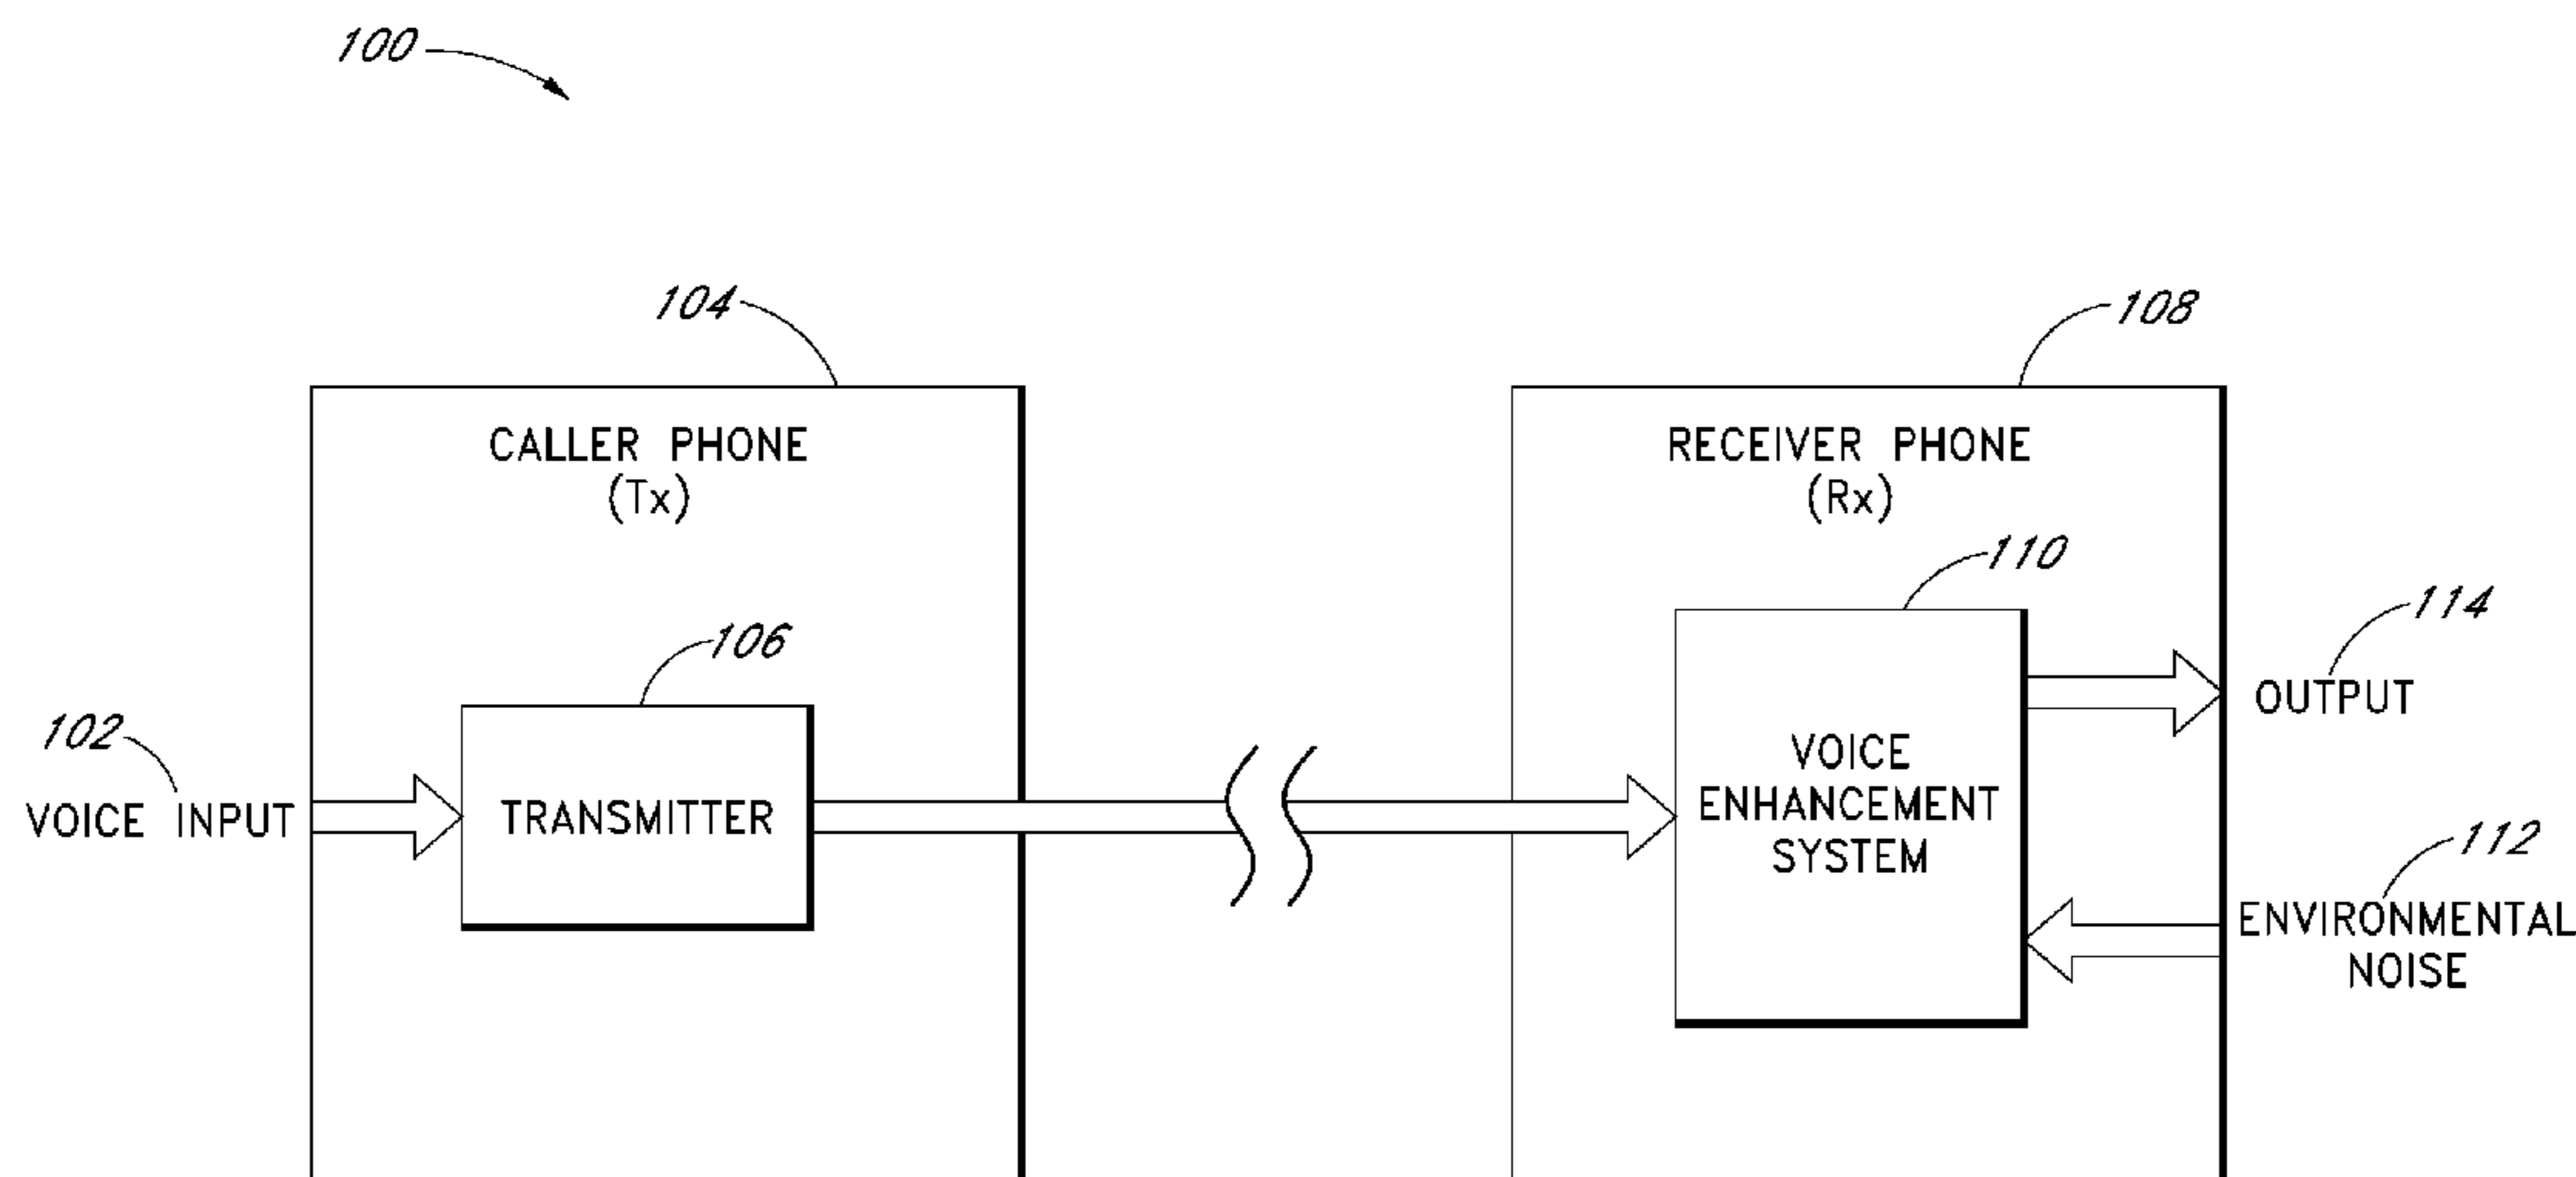 100
104
108
CALLER PHONE
(Tx)
RECEIVER PHONE
(Rx)
110
114
106
OUTPUT
102
VOICE INPUT
TRANSMITTER
VOICE
ENHANCEMENT
SYSTEM
112
ENVIRONMENTAL
NOISE